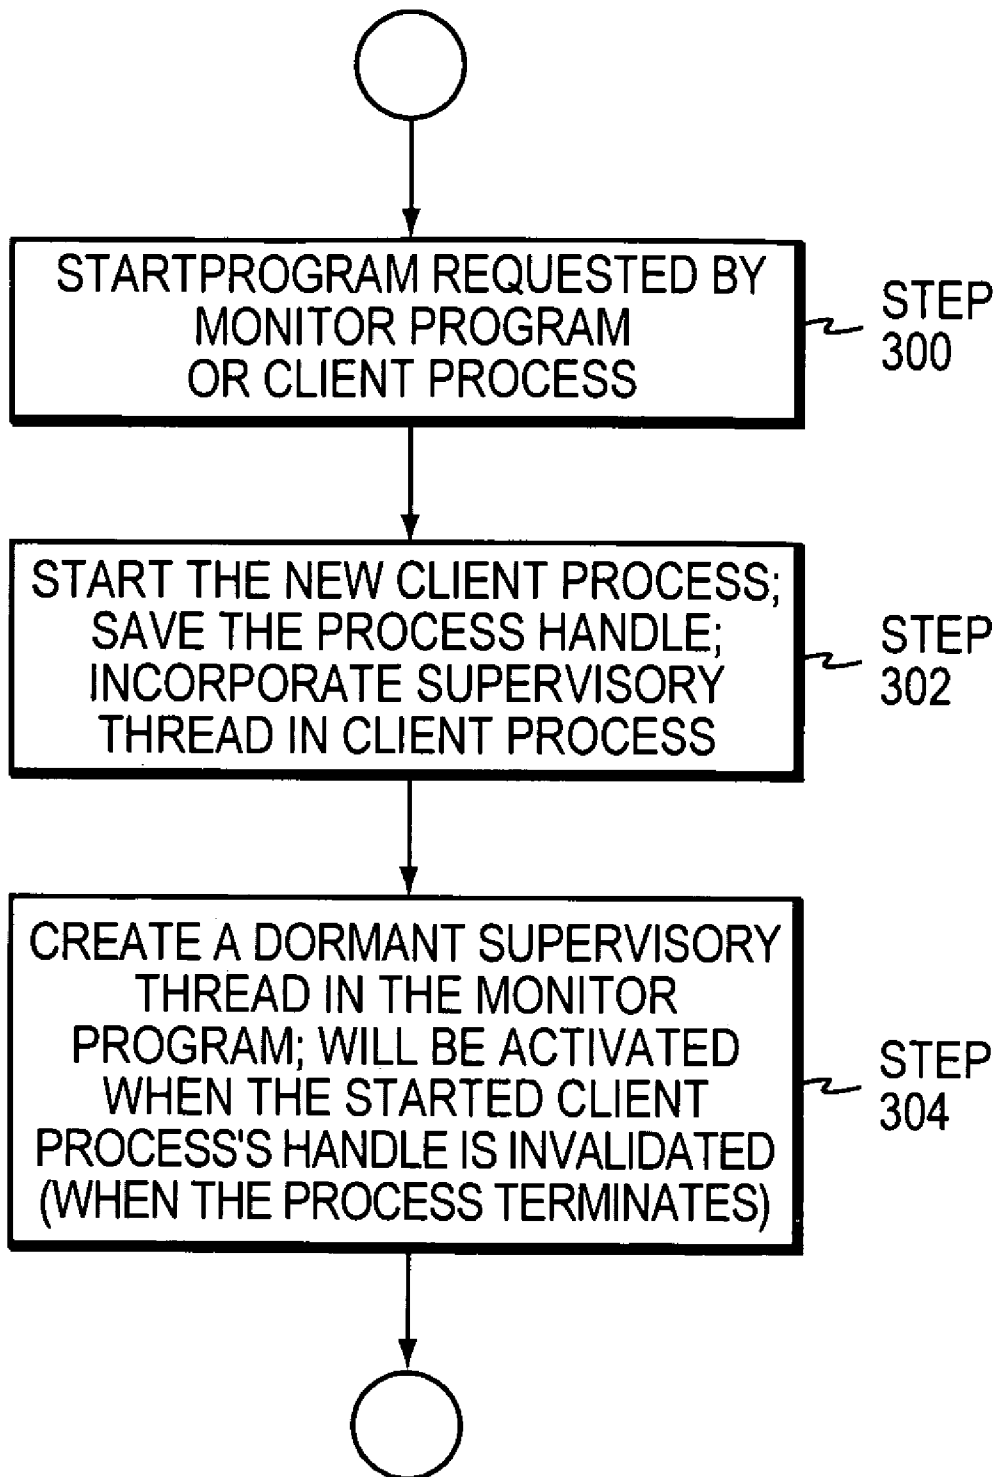 STARTPROGRAM REQUESTED BY
MONITOR PROGRAM
OR CLIENT PROCESS
STEP
300
START THE NEW CLIENT PROCESS;
SAVE THE PROCESS HANDLE;
INCORPORATE SUPERVISORY
THREAD IN CLIENT PROCESS
STEP
302
CREATE A DORMANT SUPERVISORY
THREAD IN THE MONITOR
PROGRAM; WILL BE ACTIVATED
WHEN THE STARTED CLIENT
PROCESS'S HANDLE IS INVALIDATED
(WHEN THE PROCESS TERMINATES)
STEP
304